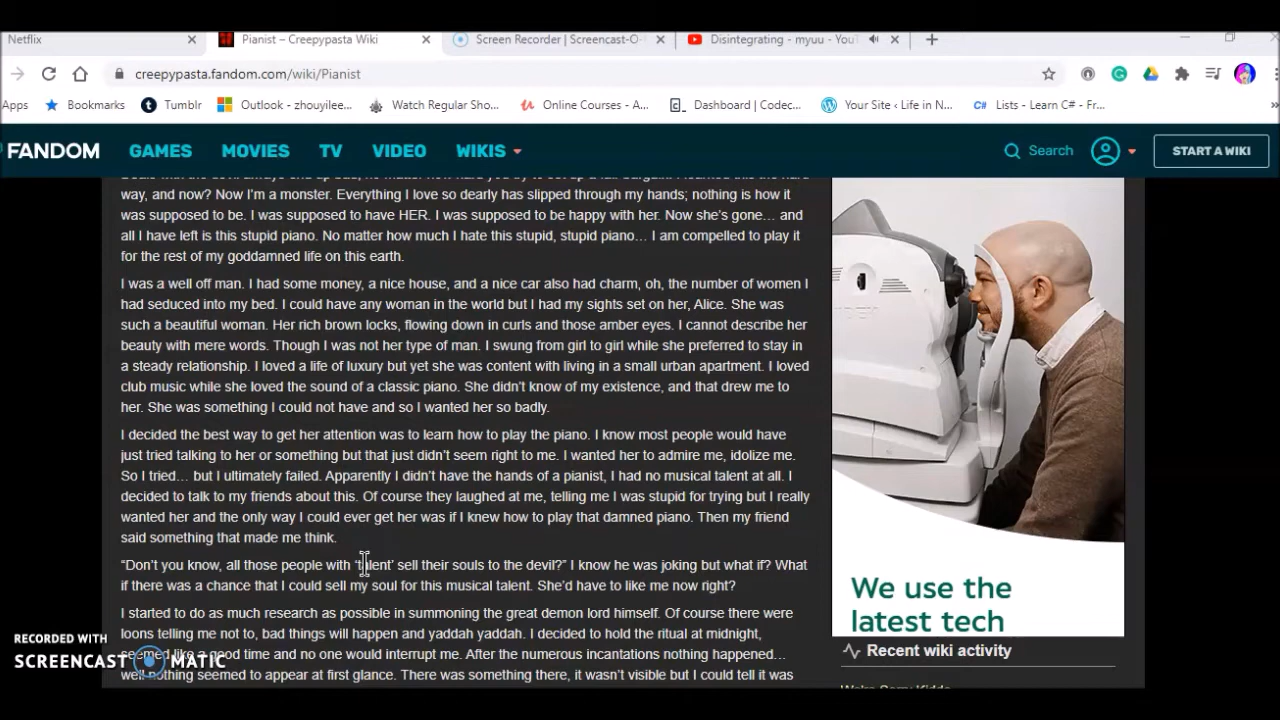 Netflix
Pianist – Creepypasta Wiki
Screen Recorder | Screencast-O-
Disintegrating - myuu - YouT
creepypasta.fandom.com/wiki/Pianist
Apps
Bookmarks
Tumblr
Outlook - zhouyilee...
Watch Regular Sho...
Online Courses - A...
Dashboard | Codec...
Your Site ‹ Life in N...
Lists - Learn C# - Fr...
FANDOM
GAMES
MOVIES
TV
VIDEO
WIKIS
Search
START A WIKI
way, and now? Now I'm a monster. Everything I love so dearly has slipped through my hands; nothing is how it
was supposed to be. I was supposed to have HER. I was supposed to be happy with her. Now she's gone… and
all I have left is this stupid piano. No matter how much I hate this stupid, stupid piano… I am compelled to play it
for the rest of my goddamned life on this earth.
I was a well off man. I had some money, a nice house, and a nice car also had charm, oh, the number of women I
had seduced into my bed. I could have any woman in the world but I had my sights set on her, Alice. She was
such a beautiful woman. Her rich brown locks, flowing down in curls and those amber eyes. I cannot describe her
beauty with mere words. Though I was not her type of man. I swung from girl to girl while she preferred to stay in
a steady relationship. I loved a life of luxury but yet she was content with living in a small urban apartment. I loved
club music while she loved the sound of a classic piano. She didn't know of my existence, and that drew me to
her. She was something I could not have and so I wanted her so badly.
I decided the best way to get her attention was to learn how to play the piano. I know most people would have
just tried talking to her or something but that just didn't seem right to me. I wanted her to admire me, idolize me.
So I tried… but I ultimately failed. Apparently I didn't have the hands of a pianist, I had no musical talent at all. I
decided to talk to my friends about this. Of course they laughed at me, telling me I was stupid for trying but I really
wanted her and the only way I could ever get her was if I knew how to play that damned piano. Then my friend
said something that made me think.
“Don't you know, all those people with ‘talent’ sell their souls to the devil?” I know he was joking but what if? What
if there was a chance that I could sell my soul for this musical talent. She'd have to like me now right?
I started to do as much research as possible in summoning the great demon lord himself. Of course there were
loons telling me not to, bad things will happen and yaddah yaddah. I decided to hold the ritual at midnight,
seemed like a good time and no one would interrupt me. After the numerous incantations nothing happened…
well nothing seemed to appear at first glance. There was something there, it wasn't visible but I could tell it was
We use the
latest tech
Recent wiki activity
RECORDED WITH
SCREENCAST MATIC